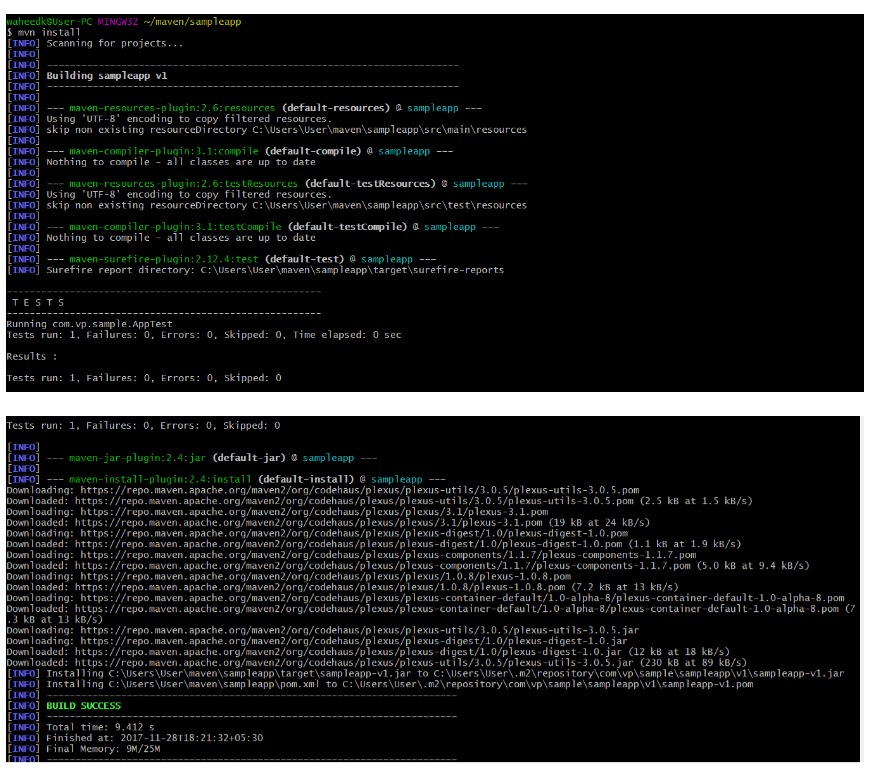 waheedk@User-PC MINGW32 ~/maven/sampleapp
$ mvn install
[INFO] Scanning for projects...
[INFO]
[INFO] ------------------------------------------------------------------------
[INFO] Building sampleapp v1
[INFO] ------------------------------------------------------------------------
[INFO]
[INFO] --- maven-resources-plugin:2.6:resources (default-resources) @ sampleapp ---
[INFO] Using 'UTF-8' encoding to copy filtered resources.
[INFO] skip non existing resourceDirectory C:\Users\User\maven\sampleapp\src\main\resources
[INFO]
[INFO] --- maven-compiler-plugin:3.1:compile (default-compile) @ sampleapp ---
[INFO] Nothing to compile - all classes are up to date
[INFO]
[INFO] --- maven-resources-plugin:2.6:testResources (default-testResources) @ sampleapp ---
[INFO] Using 'UTF-8' encoding to copy filtered resources.
[INFO] skip non existing resourceDirectory C:\Users\User\maven\sampleapp\src\test\resources
[INFO]
[INFO] --- maven-compiler-plugin:3.1:testCompile (default-testCompile) @ sampleapp ---
[INFO] Nothing to compile - all classes are up to date
[INFO]
[INFO] --- maven-surefire-plugin:2.12.4:test (default-test) @ sampleapp ---
[INFO] Surefire report directory: C:\Users\User\maven\sampleapp\target\surefire-reports
-------------------------------------------------------
T E S T S
-------------------------------------------------------
Running com.vp.sample.AppTest
Tests run: 1, Failures: 0, Errors: 0, Skipped: 0, Time elapsed: 0 sec
Results :
Tests run: 1, Failures: 0, Errors: 0, Skipped: 0
Tests run: 1, Failures: 0, Errors: 0, Skipped: 0
[INFO]
[INFO] --- maven-jar-plugin:2.4:jar (default-jar) @ sampleapp ---
[INFO]
[INFO] --- maven-install-plugin:2.4:install (default-install) @ sampleapp ---
Downloading: https://repo.maven.apache.org/maven2/org/codehaus/plexus/plexus-utils/3.0.5/plexus-utils-3.0.5.pom
Downloaded: https://repo.maven.apache.org/maven2/org/codehaus/plexus/plexus-utils/3.0.5/plexus-utils-3.0.5.pom (2.5 kB at 1.5 kB/s)
Downloading: https://repo.maven.apache.org/maven2/org/codehaus/plexus/plexus/3.1/plexus-3.1.pom
Downloaded: https://repo.maven.apache.org/maven2/org/codehaus/plexus/plexus/3.1/plexus-3.1.pom (19 kB at 24 kB/s)
Downloading: https://repo.maven.apache.org/maven2/org/codehaus/plexus/plexus-digest/1.0/plexus-digest-1.0.pom
Downloaded: https://repo.maven.apache.org/maven2/org/codehaus/plexus/plexus-digest/1.0/plexus-digest-1.0.pom (1.1 kB at 1.9 kB/s)
Downloading: https://repo.maven.apache.org/maven2/org/codehaus/plexus/plexus-components/1.1.7/plexus-components-1.1.7.pom
Downloaded: https://repo.maven.apache.org/maven2/org/codehaus/plexus/plexus-components/1.1.7/plexus-components-1.1.7.pom (5.0 kB at 9.4 kB/s)
Downloading: https://repo.maven.apache.org/maven2/org/codehaus/plexus/plexus/1.0.8/plexus-1.0.8.pom
Downloaded: https://repo.maven.apache.org/maven2/org/codehaus/plexus/plexus/1.0.8/plexus-1.0.8.pom (7.2 kB at 13 kB/s)
Downloading: https://repo.maven.apache.org/maven2/org/codehaus/plexus/plexus-container-default/1.0-alpha-8/plexus-container-default-1.0-alpha-8.pom
Downloaded: https://repo.maven.apache.org/maven2/org/codehaus/plexus/plexus-container-default/1.0-alpha-8/plexus-container-default-1.0-alpha-8.pom (7
.3 kB at 13 kB/s)
Downloading: https://repo.maven.apache.org/maven2/org/codehaus/plexus/plexus-utils/3.0.5/plexus-utils-3.0.5.jar
Downloading: https://repo.maven.apache.org/maven2/org/codehaus/plexus/plexus-digest/1.0/plexus-digest-1.0.jar
Downloaded: https://repo.maven.apache.org/maven2/org/codehaus/plexus/plexus-digest/1.0/plexus-digest-1.0.jar (12 kB at 18 kB/s)
Downloaded: https://repo.maven.apache.org/maven2/org/codehaus/plexus/plexus-utils/3.0.5/plexus-utils-3.0.5.jar (230 kB at 89 kB/s)
[INFO] Installing C:\Users\User\maven\sampleapp\target\sampleapp-v1.jar to C:\Users\User\.m2\repository\com\vp\sample\sampleapp\v1\sampleapp-v1.jar
[INFO] Installing C:\Users\User\maven\sampleapp\pom.xml to C:\Users\User\.m2\repository\com\vp\sample\sampleapp\v1\sampleapp-v1.pom
[INFO] ------------------------------------------------------------------------
[INFO] BUILD SUCCESS
[INFO] ------------------------------------------------------------------------
[INFO] Total time: 9.412 s
[INFO] Finished at: 2017-11-28T18:21:32+05:30
[INFO] Final Memory: 9M/25M
[INFO] ------------------------------------------------------------------------